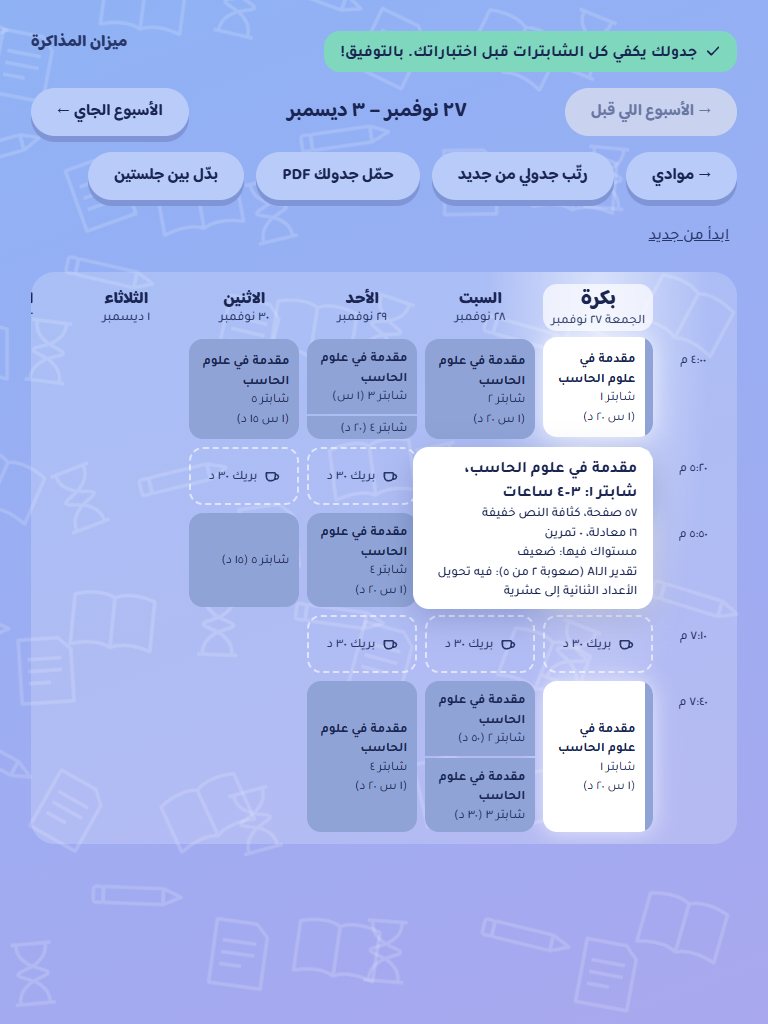 جدولك يكفي كل الشابترات قبل اختباراتك. بالتوفيق!
ميزان المذاكرة
→ الأسبوع اللي قبل
٢٧ نوفمبر – ٣ ديسمبر
الأسبوع الجاي ←
→ موادي
رتّب جدولي من جديد
حمّل جدولك PDF
بدّل بين جلستين
ابدأ من جديد
بكرة
الجمعة ٢٧ نوفمبر
السبت
٢٨ نوفمبر
الأحد
٢٩ نوفمبر
الاثنين
٣٠ نوفمبر
الثلاثاء
١ ديسمبر
٤:٠٠ م
مقدمة في
علوم الحاسب
شابتر ١
(١ س ٢٠ د)
مقدمة في علوم
الحاسب
شابتر ٢
(١ س ٢٠ د)
مقدمة في علوم
الحاسب
شابتر ٣ (١ س)
شابتر ٤ (٢٠ د)
مقدمة في علوم
الحاسب
شابتر ٥
(١ س ١٥ د)
٥:٢٠ م
مقدمة في علوم الحاسب،
شابتر ١: ٣-٤ ساعات
٥٧ صفحة، كثافة النص خفيفة
١٦ معادلة، ٠ تمرين
مستواك فيها: ضعيف
تقدير الـAI (صعوبة ٢ من ٥): فيه تحويل
الأعداد الثنائية إلى عشرية
بريك ٣٠ د
بريك ٣٠ د
٥:٥٠ م
مقدمة في علوم
الحاسب
شابتر ٤
(١ س ٢٠ د)
شابتر ٥ (١٥ د)
٧:١٠ م
بريك ٣٠ د
بريك ٣٠ د
بريك ٣٠ د
٧:٤٠ م
مقدمة في
علوم الحاسب
شابتر ١
(١ س ٢٠ د)
مقدمة في علوم
الحاسب
شابتر ٢ (٥٠ د)
مقدمة في علوم
الحاسب
شابتر ٣ (٣٠ د)
مقدمة في علوم
الحاسب
شابتر ٤
(١ س ٢٠ د)